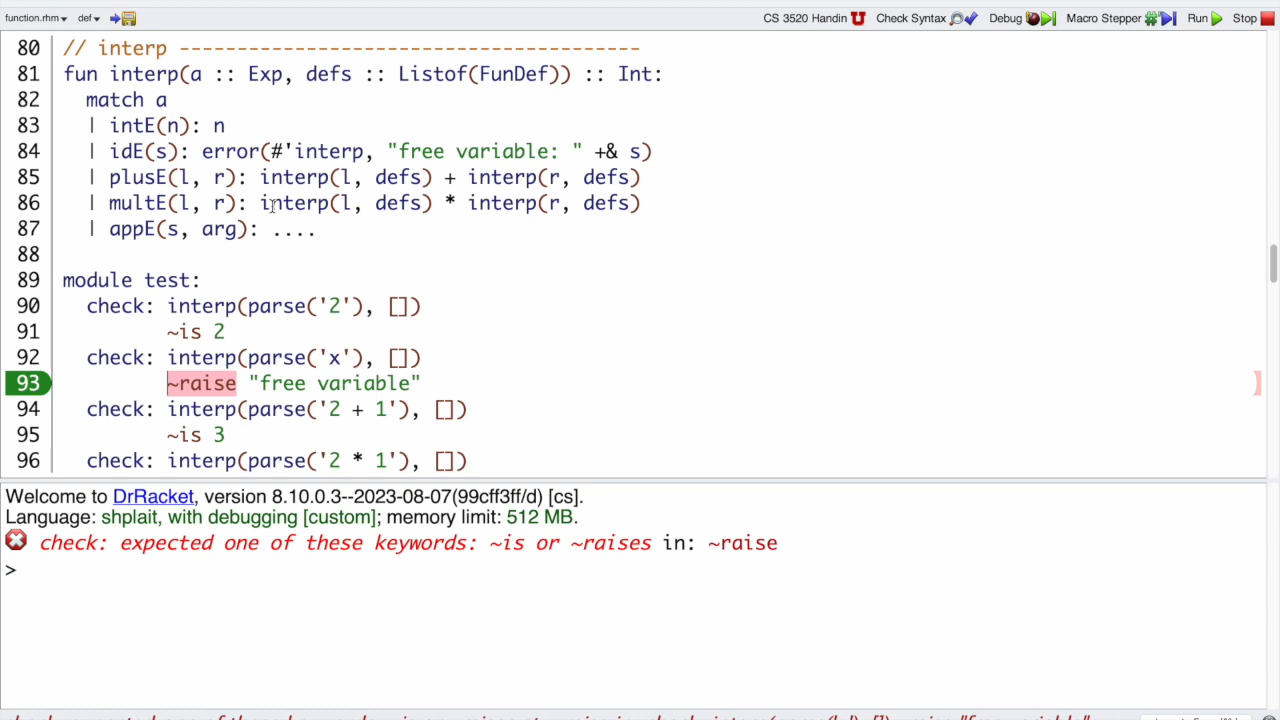 function.rhm▾ def▾ CS 3520 Handin Check Syntax Debug Macro Stepper Run Stop
80 // interp ----------------------------------------
81 fun interp(a :: Exp, defs :: Listof(FunDef)) :: Int:
82 match a
83 | intE(n): n
84 | idE(s): error(#'interp, "free variable: " +& s)
85 | plusE(l, r): interp(l, defs) + interp(r, defs)
86 | multE(l, r): interp(l, defs) * interp(r, defs)
87 | appE(s, arg): ....
88
89 module test:
90 check: interp(parse('2'), [])
91 ~is 2
92 check: interp(parse('x'), [])
93 ~raise "free variable"
94 check: interp(parse('2 + 1'), [])
95 ~is 3
96 check: interp(parse('2 * 1'), [])
Welcome to DrRacket, version 8.10.0.3--2023-08-07(99cff3ff/d) [cs].
Language: shplait, with debugging [custom]; memory limit: 512 MB.
check: expected one of these keywords: ~is or ~raises in: ~raise
>